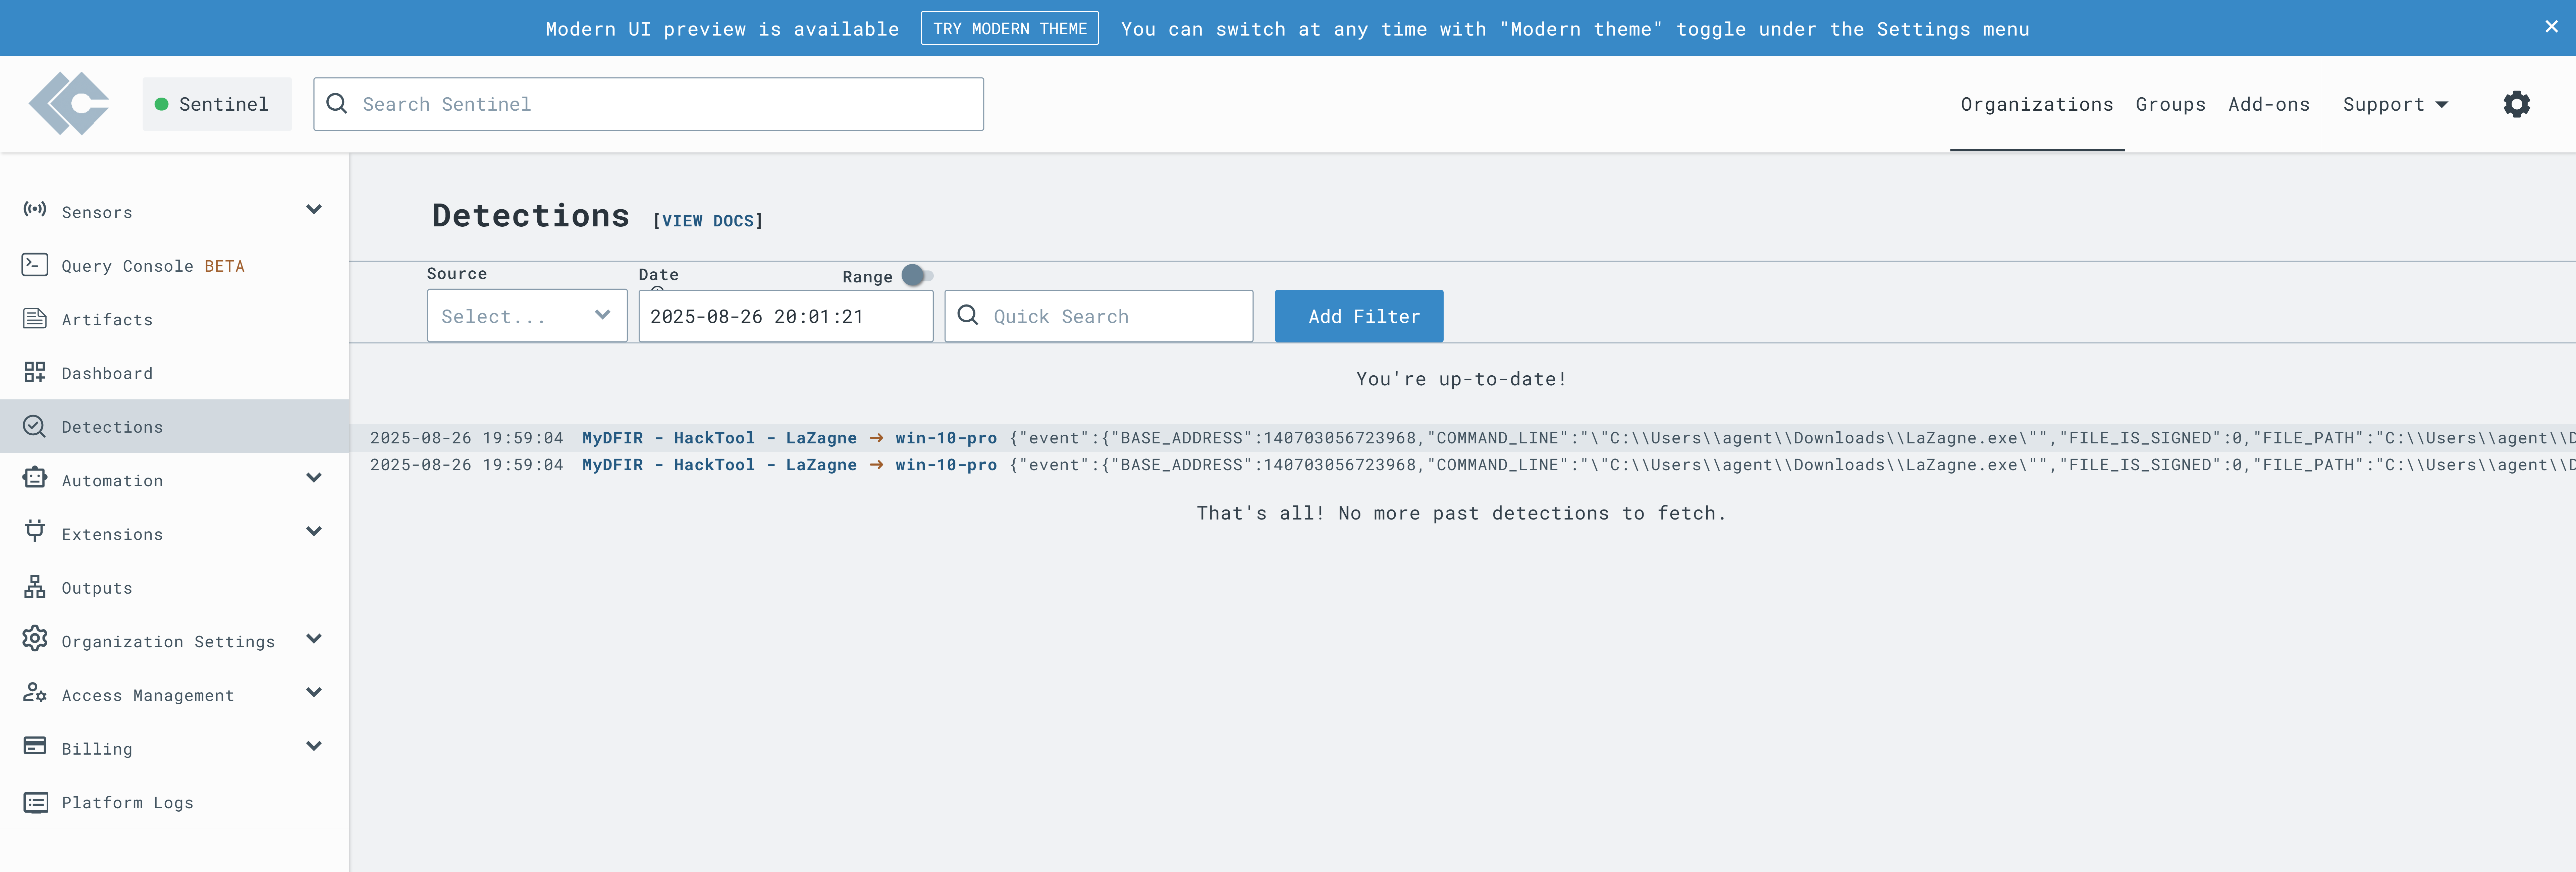 Modern UI preview is available TRY MODERN THEME You can switch at any time with "Modern theme" toggle under the Settings menu
Sentinel
Search Sentinel
Organizations Groups Add-ons Support
Sensors
Query Console BETA
Artifacts
Dashboard
Detections
Automation
Extensions
Outputs
Organization Settings
Access Management
Billing
Platform Logs
Detections [VIEW DOCS]
Source Date Range
Select... 2025-08-26 20:01:21 Quick Search Add Filter
You're up-to-date!
2025-08-26 19:59:04 MyDFIR - HackTool - LaZagne → win-10-pro {"event":{"BASE_ADDRESS":140703056723968,"COMMAND_LINE":"\"C:\\Users\\agent\\Downloads\\LaZagne.exe\"","FILE_IS_SIGNED":0,"FILE_PATH":"C:\\Users\\agent\\D
2025-08-26 19:59:04 MyDFIR - HackTool - LaZagne → win-10-pro {"event":{"BASE_ADDRESS":140703056723968,"COMMAND_LINE":"\"C:\\Users\\agent\\Downloads\\LaZagne.exe\"","FILE_IS_SIGNED":0,"FILE_PATH":"C:\\Users\\agent\\D
That's all! No more past detections to fetch.